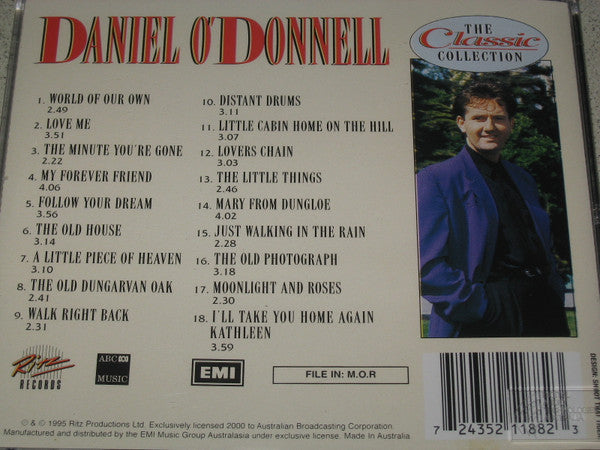 DANIEL O'DONNELL
THE
Classic
COLLECTION
1. WORLD OF OUR OWN
2.49
2. LOVE ME
3.51
3. THE MINUTE YOU'RE GONE
2.22
4. MY FOREVER FRIEND
4.06
5. FOLLOW YOUR DREAM
3.56
6. THE OLD HOUSE
3.14
7. A LITTLE PIECE OF HEAVEN
3.10
8. THE OLD DUNGARVAN OAK
2.41
9. WALK RIGHT BACK
2.31
10. DISTANT DRUMS
3.11
11. LITTLE CABIN HOME ON THE HILL
3.07
12. LOVERS CHAIN
3.03
13. THE LITTLE THINGS
2.46
14. MARY FROM DUNGLOE
4.02
15. JUST WALKING IN THE RAIN
2.28
16. THE OLD PHOTOGRAPH
3.18
17. MOONLIGHT AND ROSES
2.30
18. I'LL TAKE YOU HOME AGAIN
KATHLEEN
3.59
Ritz
RECORDS
ABC
MUSIC
EMI
FILE IN: M.O.R
℗ & © 1995 Ritz Productions Ltd. Exclusively licensed 2000 to Australian Broadcasting Corporation.
Manufactured and distributed by the EMI Music Group Australasia under exclusive license. Made In Australia
7 24352 11882 3
DESIGN: